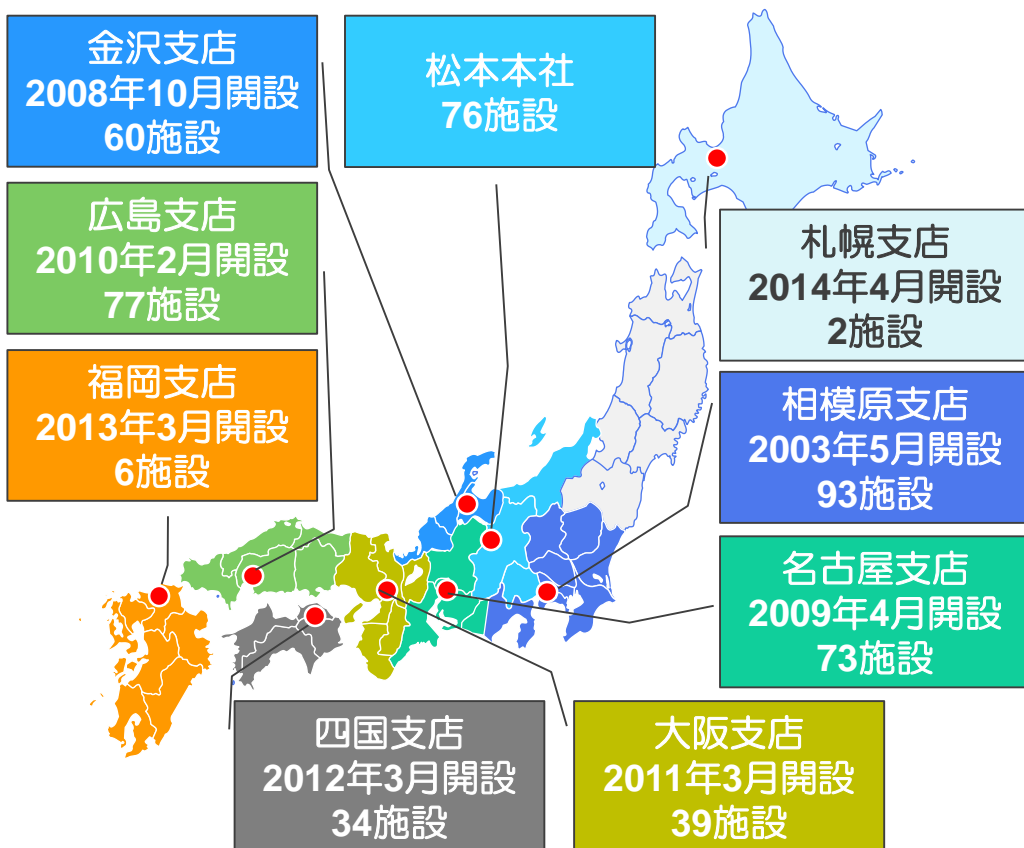 金沢支店
2008年10月開設
60施設
松本本社
76施設
広島支店
2010年2月開設
77施設
札幌支店
2014年4月開設
2施設
福岡支店
2013年3月開設
6施設
相模原支店
2003年5月開設
93施設
名古屋支店
2009年4月開設
73施設
四国支店
2012年3月開設
34施設
大阪支店
2011年3月開設
39施設